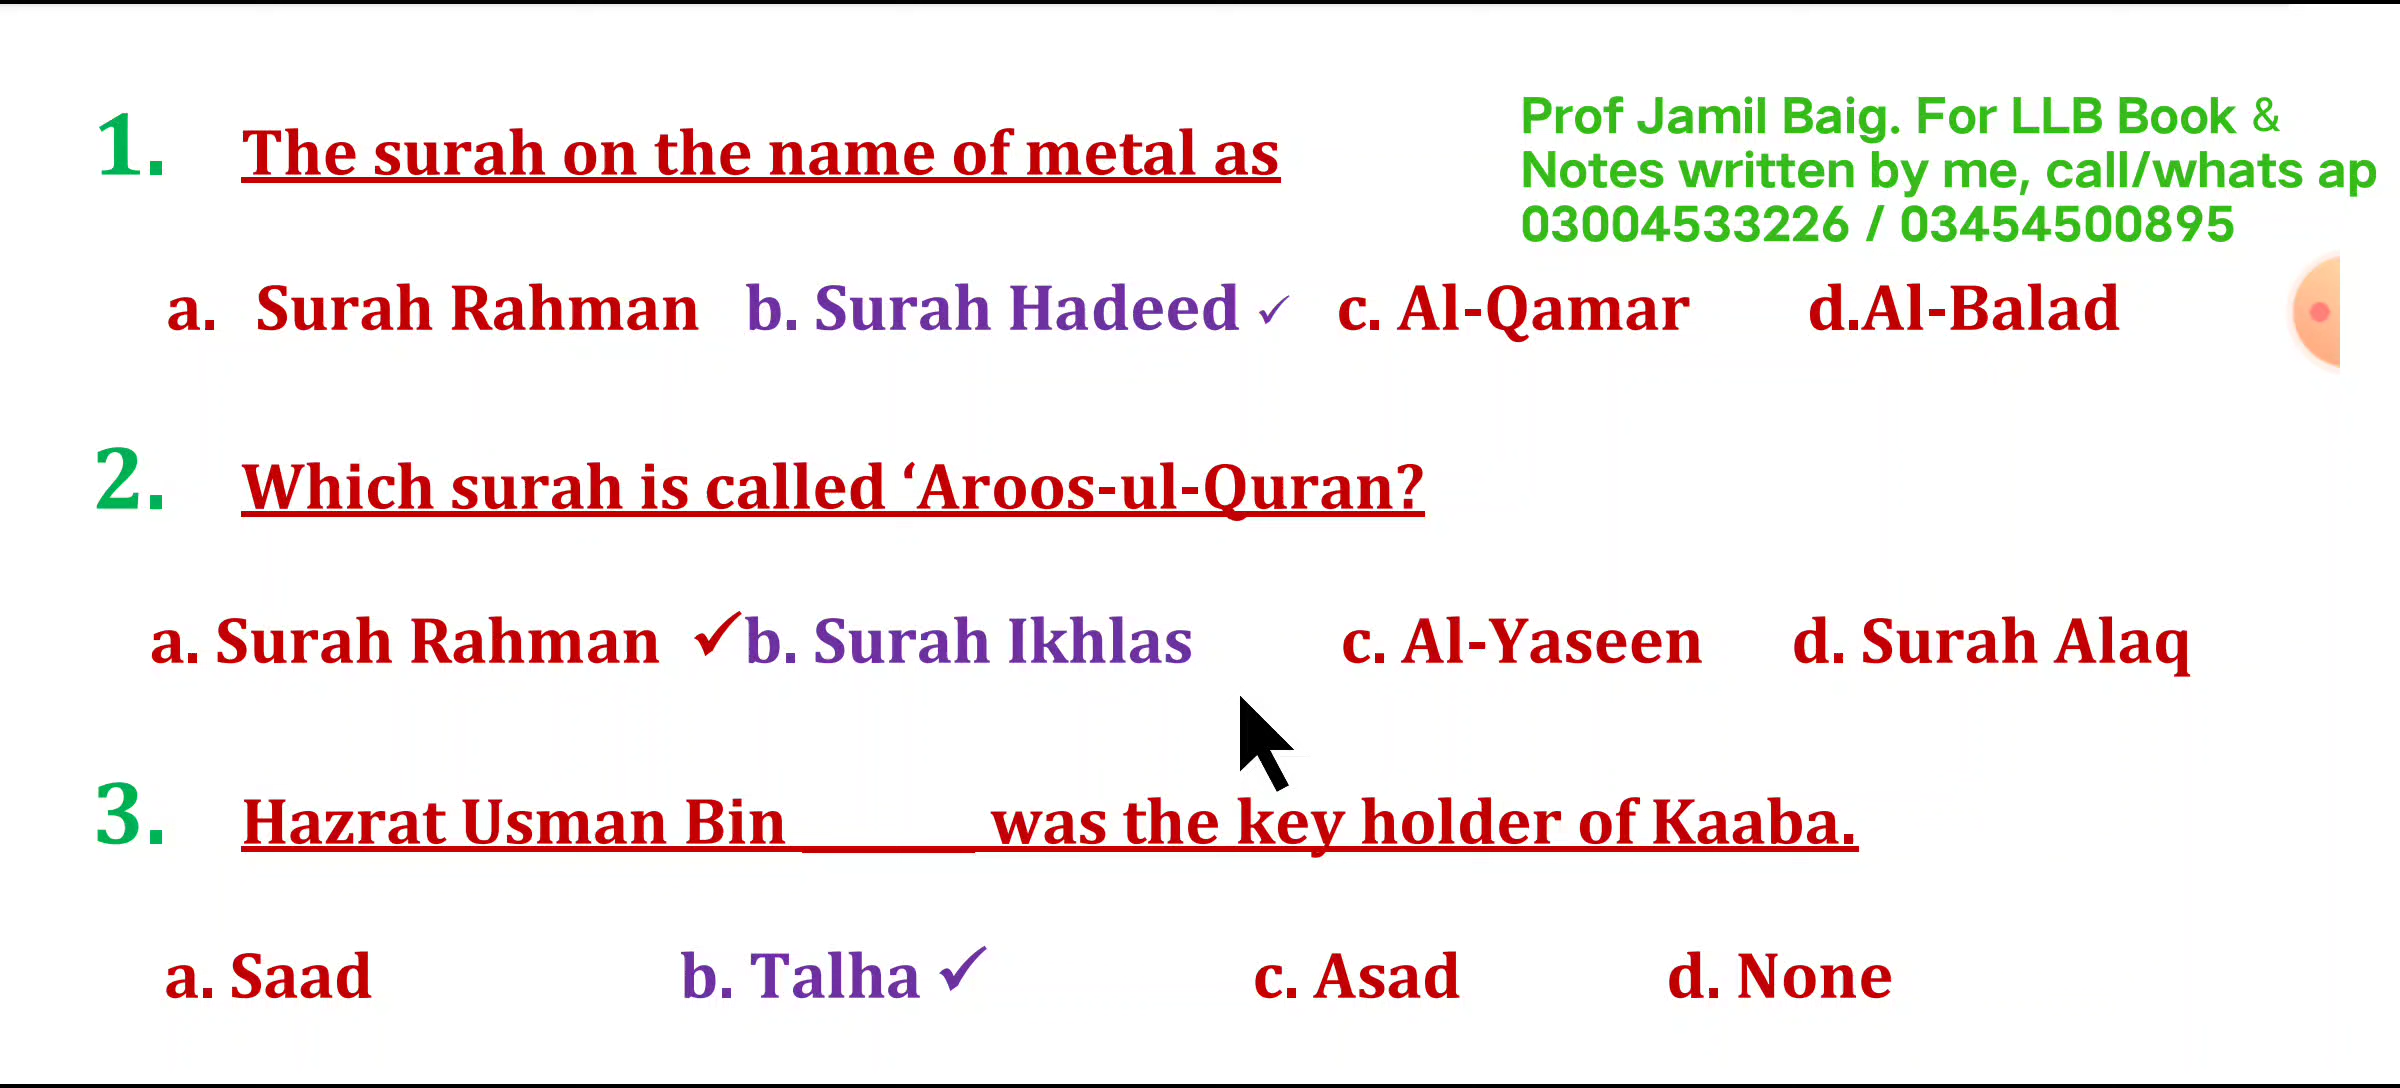 1. The surah on the name of metal as
Prof Jamil Baig. For LLB Book &
Notes written by me, call/whats ap
03004533226 / 03454500895
a. Surah Rahman b. Surah Hadeed ✓ c. Al-Qamar d.Al-Balad
2. Which surah is called ‘Aroos-ul-Quran?
a. Surah Rahman ✓b. Surah Ikhlas c. Al-Yaseen d. Surah Alaq
3. Hazrat Usman Bin _____ was the key holder of Kaaba.
a. Saad b. Talha ✓ c. Asad d. None